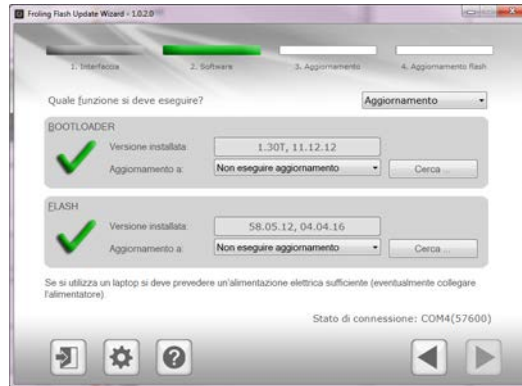 Froling Flash Update Wizard - 1.0.2.0
1. Interfaccia
2. Software
3. Aggiornamento
4. Aggiornamento flash
Quale funzione si deve eseguire?
Aggiornamento
BOOTLOADER
Versione installata
1.30T, 11.12.12
Aggiornamento a:
Non eseguire aggiornamento
Cerca ...
FLASH
Versione installata:
58.05.12, 04.04.16
Aggiornamento a:
Non eseguire aggiornamento
Cerca ...
Se si utilizza un laptop si deve prevedere un'alimentazione elettrica sufficiente (eventualmente collegare
l'alimentatore)
Stato di connessione: COM4(57600)